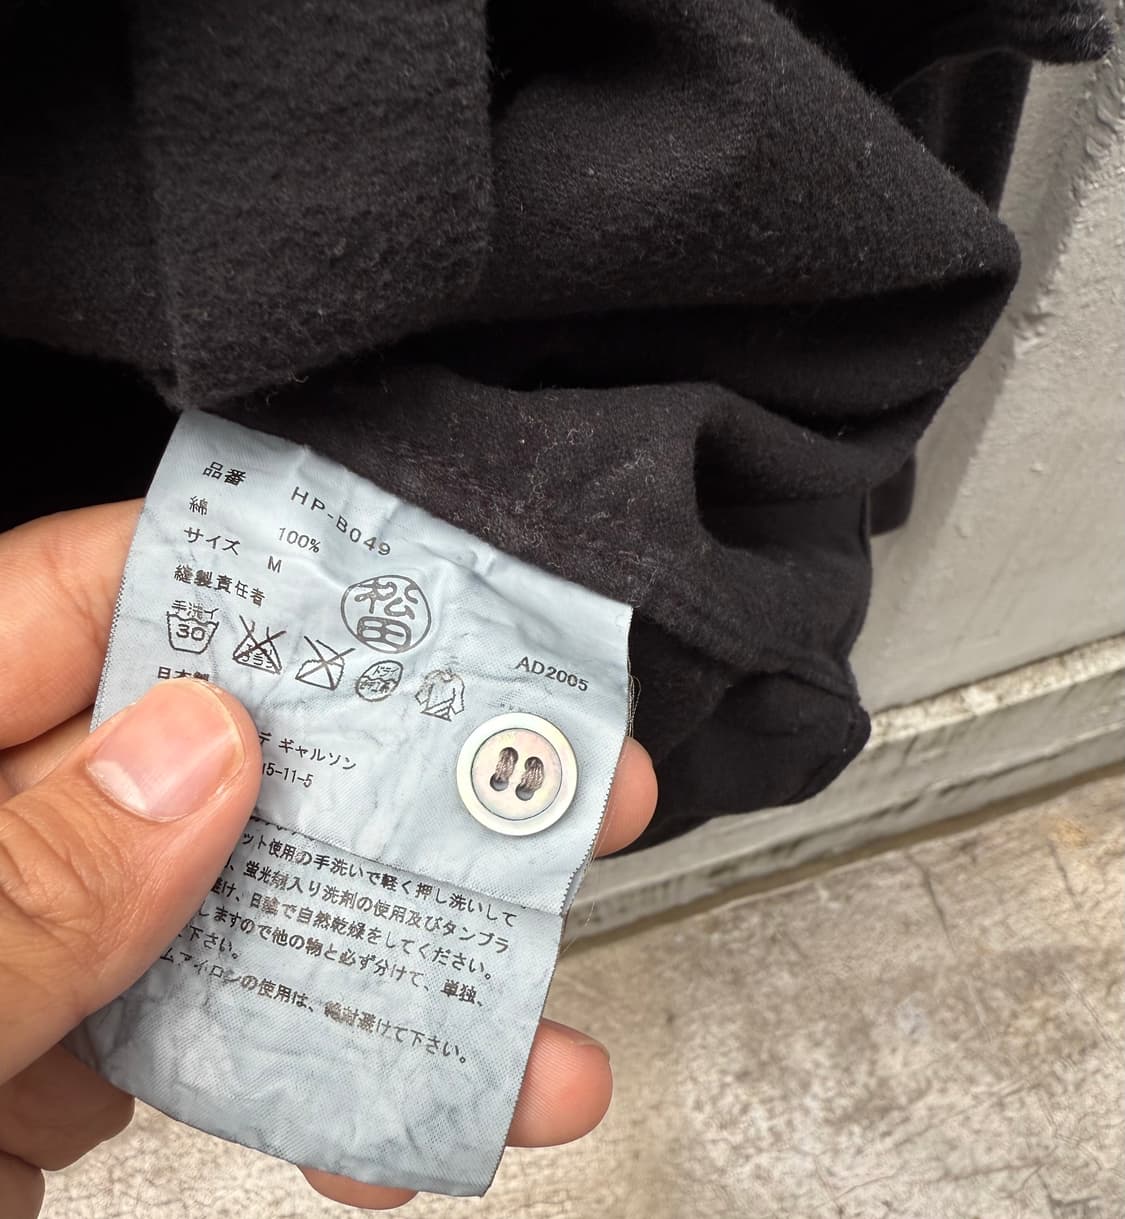 品番 HP-B049
綿 100%
サイズ M
縫製責任者
松田
手洗イ
30
ドライ
AD2005
日本製
デ ギャルソン
15-11-5
ット使用の手洗いで軽く押し洗いして
、蛍光剤入り洗剤の使用及びタンブラ
避け、日陰で自然乾燥をしてください。
しますので他の物と必ず分けて、単独、
下さい。
ムアイロンの使用は、絶対避けて下さい。